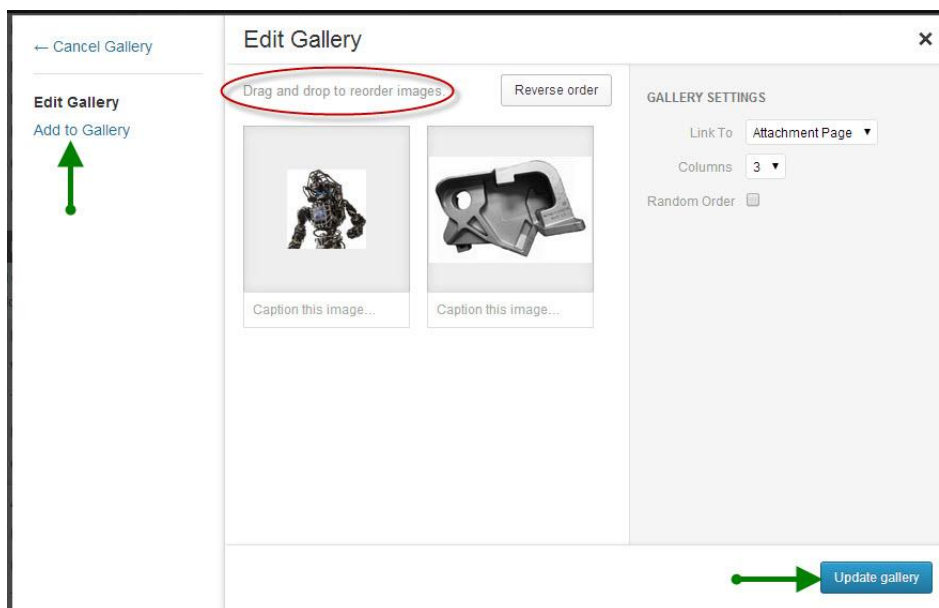 ← Cancel Gallery
Edit Gallery
Add to Gallery
Edit Gallery
×
Drag and drop to reorder images.
Reverse order
Caption this image...
Caption this image...
GALLERY SETTINGS
Link To Attachment Page ▼
Columns 3 ▼
Random Order
Update gallery